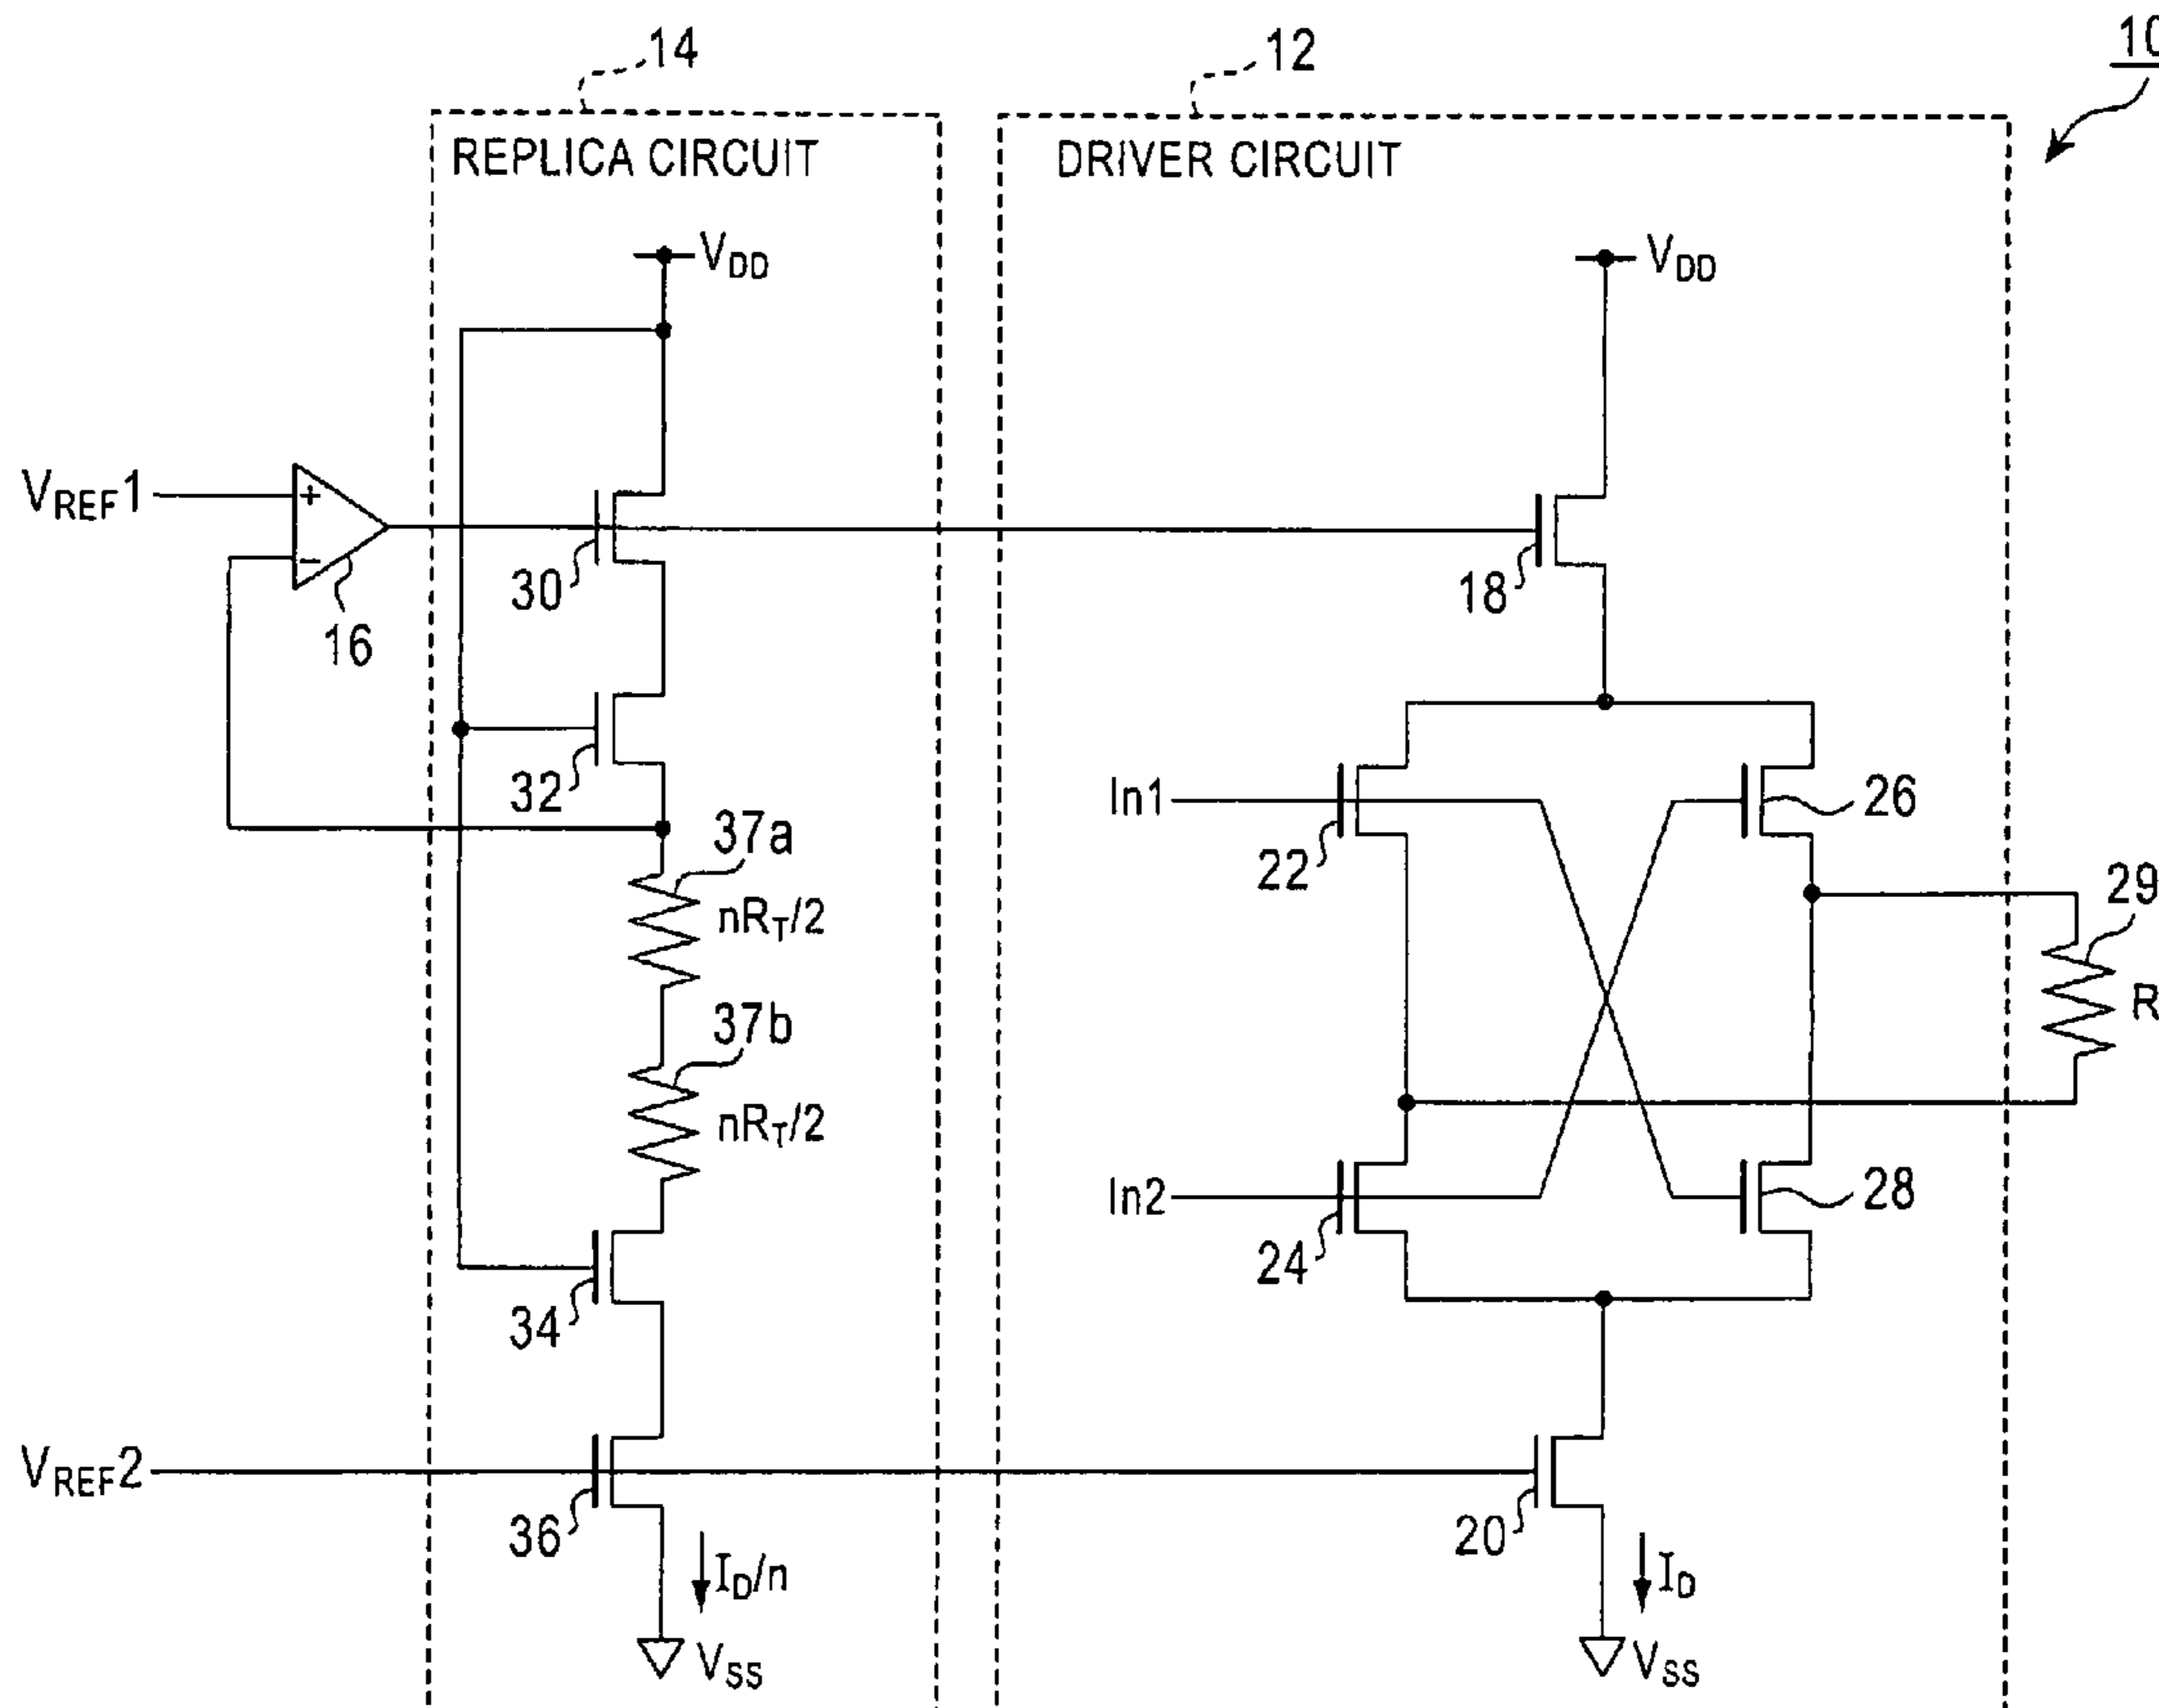 14
12
10
REPLICA CIRCUIT
DRIVER CIRCUIT
VDD
VDD
VREF1
+
-
16
30
18
32
37a
nRT/2
37b
nRT/2
In1
22
26
29
R
In2
24
28
34
VREF2
36
20
ID/n
ID
VSS
VSS